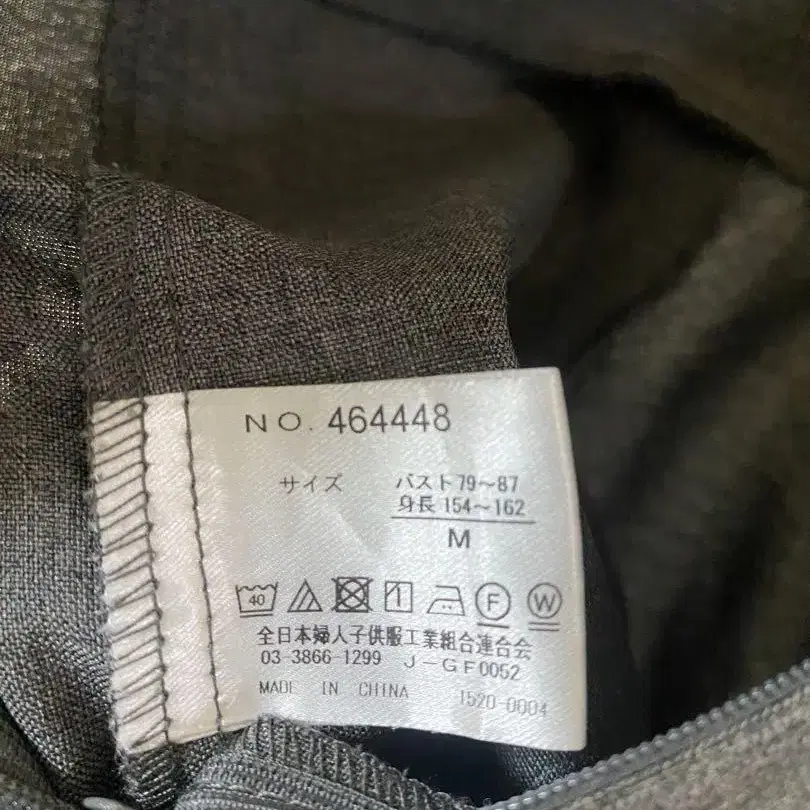 NO. 464448
サイズ バスト79～87
身長 154～162
M
40 F W
全日本婦人子供服工業組合連合会
03-3866-1299 J-GF0052
MADE IN CHINA 1520-0004